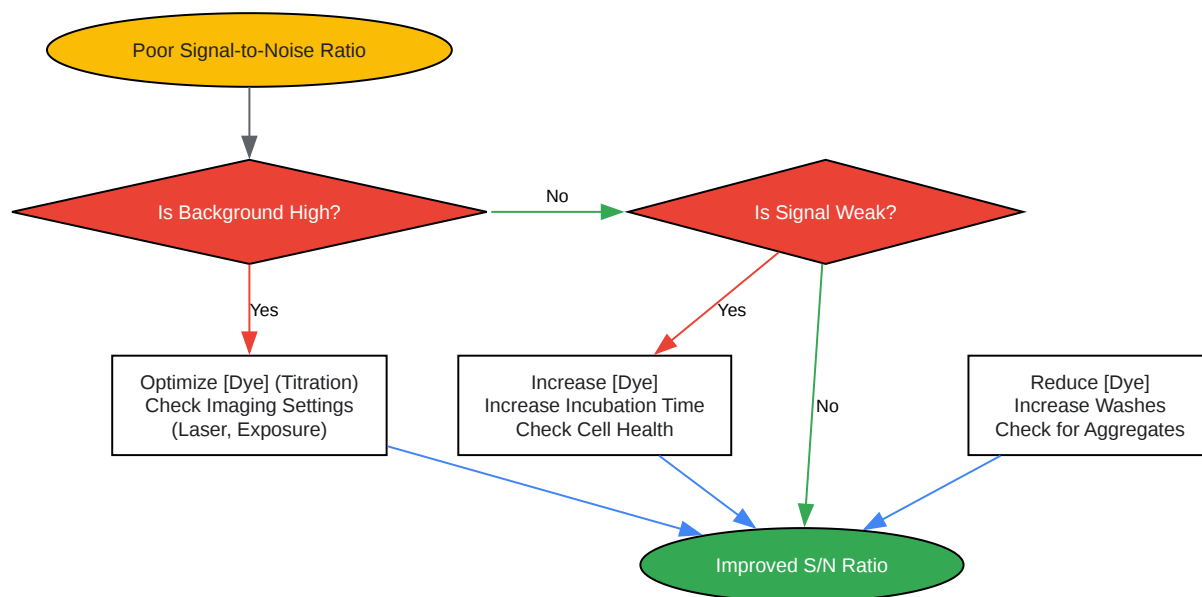 Poor Signal-to-Noise Ratio
Is Background High?
No
Is Signal Weak?
Yes
Yes
Optimize [Dye] (Titration)
Check Imaging Settings
(Laser, Exposure)
Increase [Dye]
Increase Incubation Time
Check Cell Health
No
Reduce [Dye]
Increase Washes
Check for Aggregates
Improved S/N Ratio